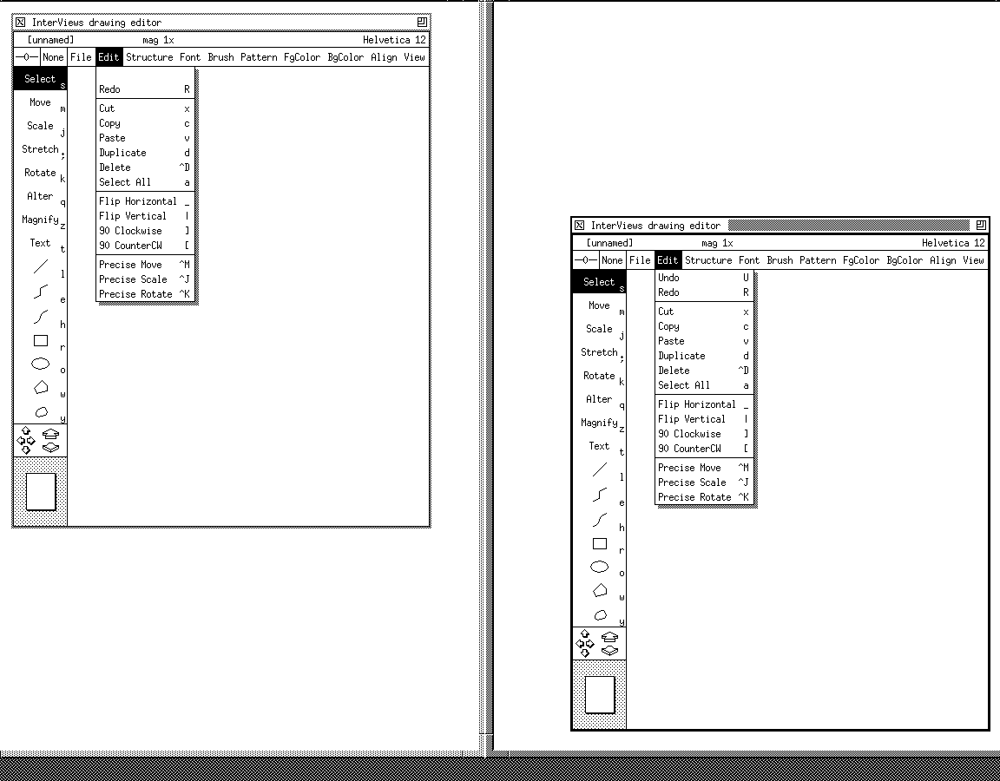 InterViews drawing editor
[unnamed] mag 1x Helvetica 12
None File Edit Structure Font Brush Pattern FgColor BgColor Align View
Select s
Move m
Scale j
Stretch ;
Rotate k
Alter q
Magnify z
Text t
l
e
h
r
o
w
y
Redo R
Cut x
Copy c
Paste v
Duplicate d
Delete ^D
Select All a
Flip Horizontal _
Flip Vertical |
90 Clockwise ]
90 CounterCW [
Precise Move ^M
Precise Scale ^J
Precise Rotate ^K
InterViews drawing editor
[unnamed] mag 1x Helvetica 12
None File Edit Structure Font Brush Pattern FgColor BgColor Align View
Select s
Move m
Scale j
Stretch ;
Rotate k
Alter q
Magnify z
Text t
l
e
h
r
o
w
y
Undo U
Redo R
Cut x
Copy c
Paste v
Duplicate d
Delete ^D
Select All a
Flip Horizontal _
Flip Vertical |
90 Clockwise ]
90 CounterCW [
Precise Move ^M
Precise Scale ^J
Precise Rotate ^K